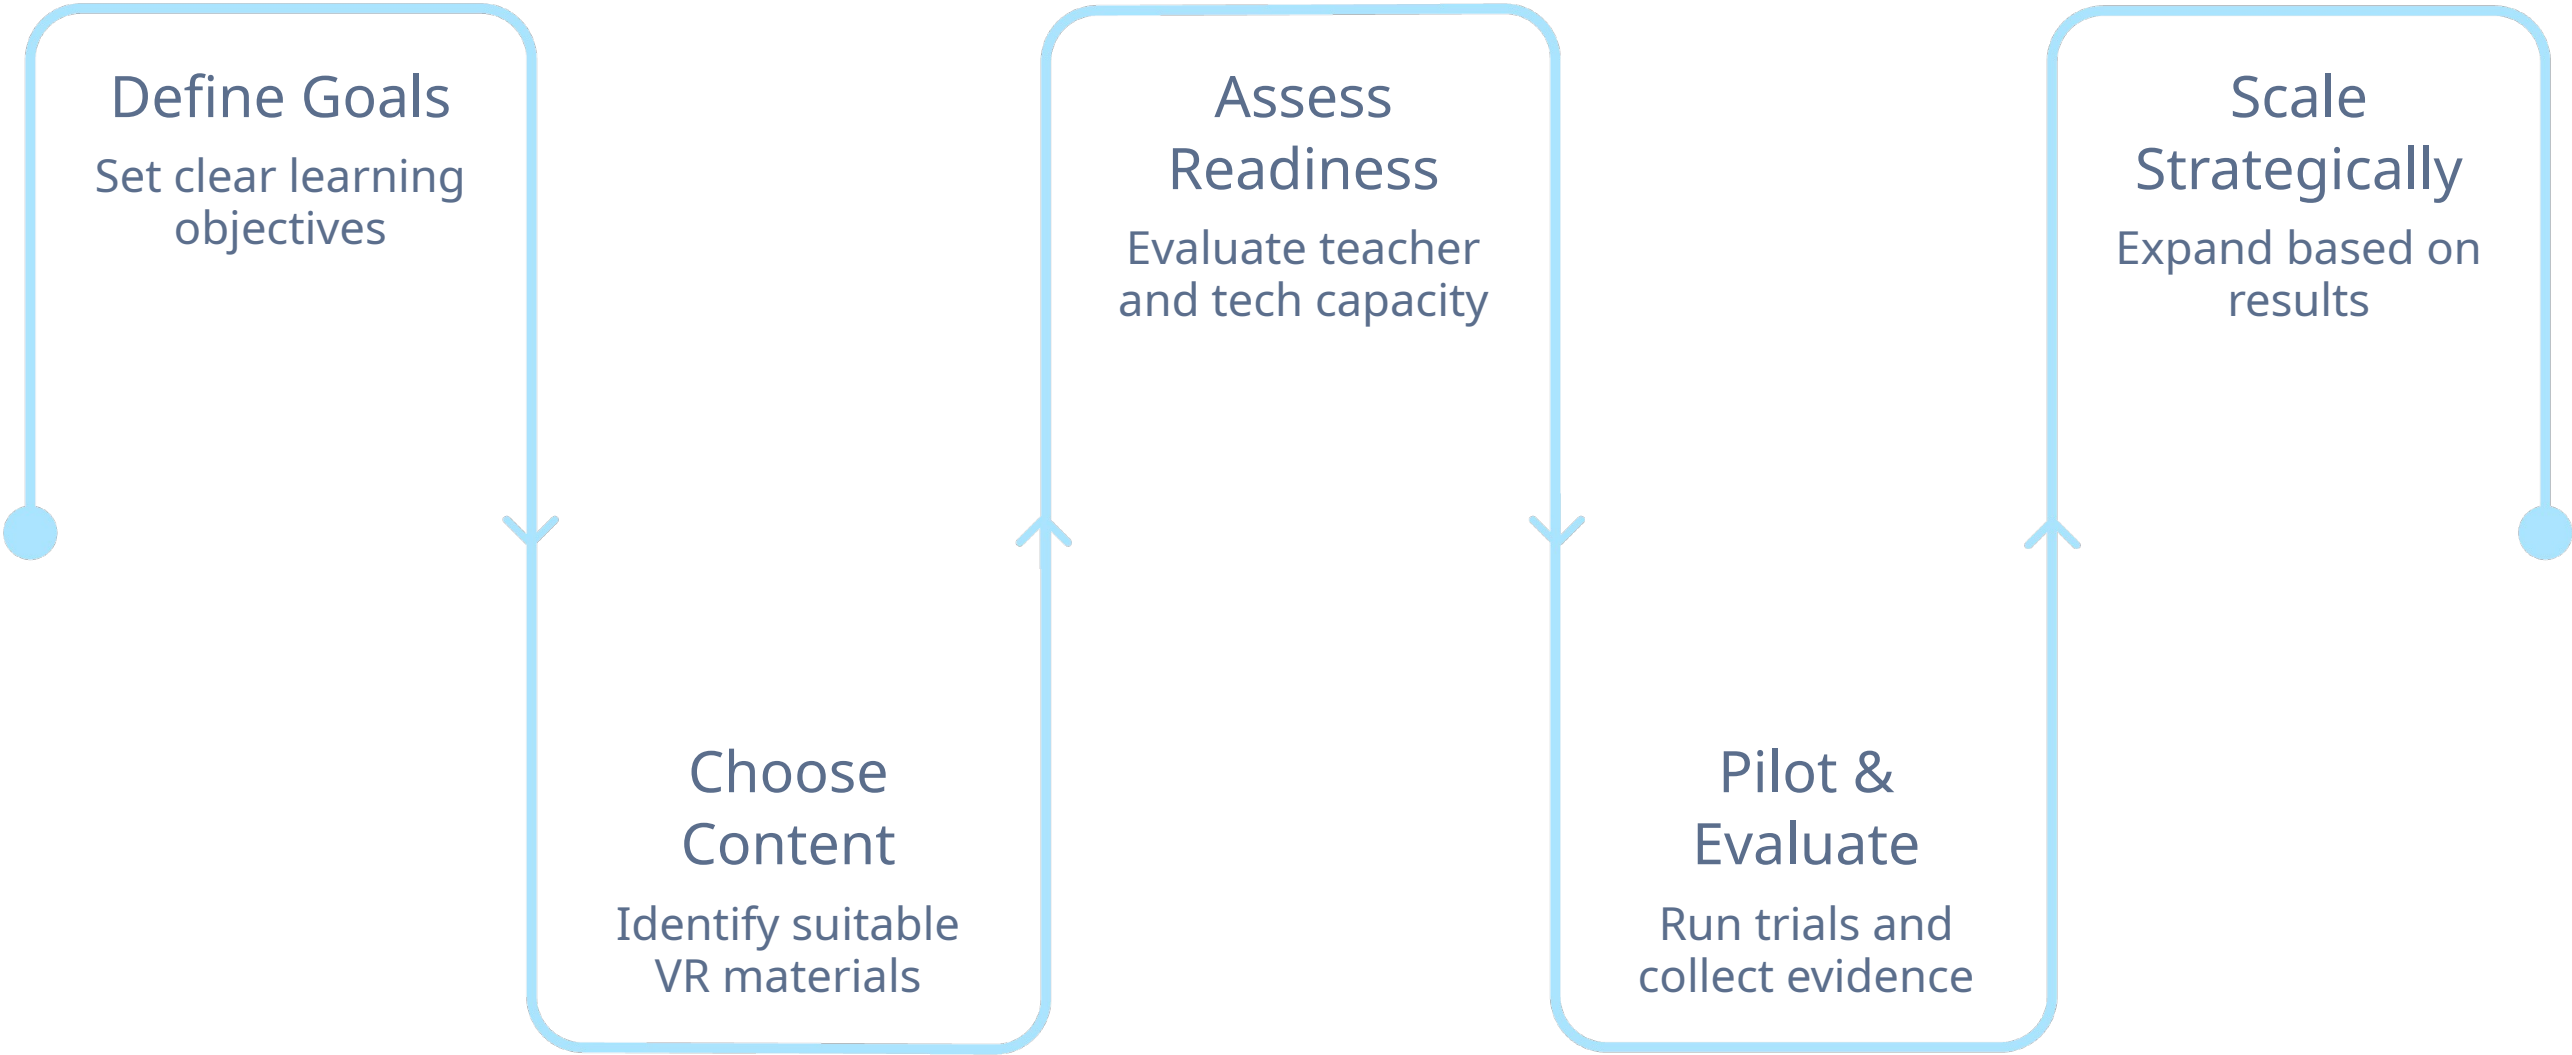 Define Goals
Set clear learning
objectives
Choose
Content
Identify suitable
VR materials
Assess
Readiness
Evaluate teacher
and tech capacity
Pilot &
Evaluate
Run trials and
collect evidence
Scale
Strategically
Expand based on
results